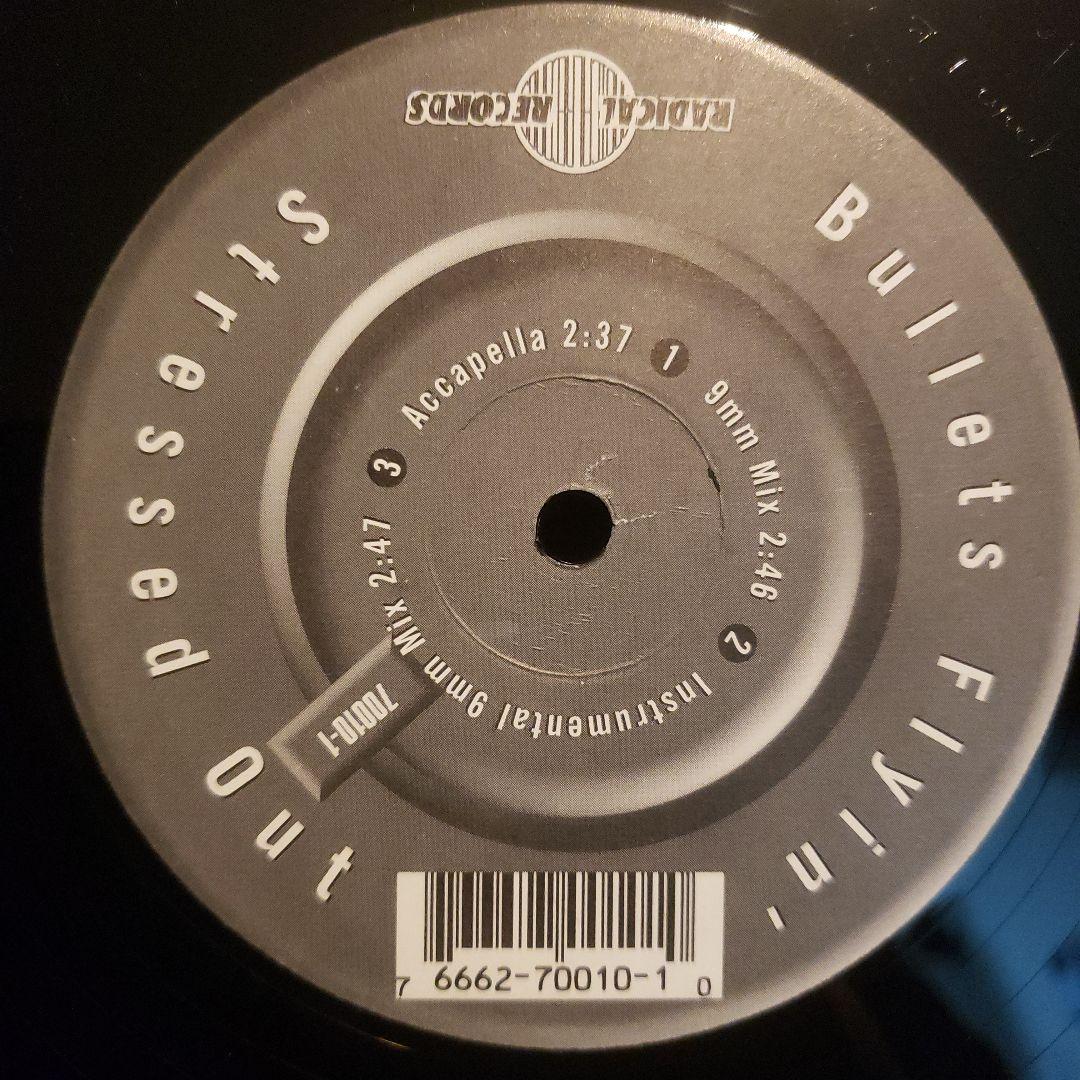 RADICAL RECORDS
Bullets Flyin'
Stressed Out
1 9mm Mix 2:46
2 Instrumental 9mm Mix 2:47
3 Accapella 2:37
70010-1
7 6662-70010-1 0